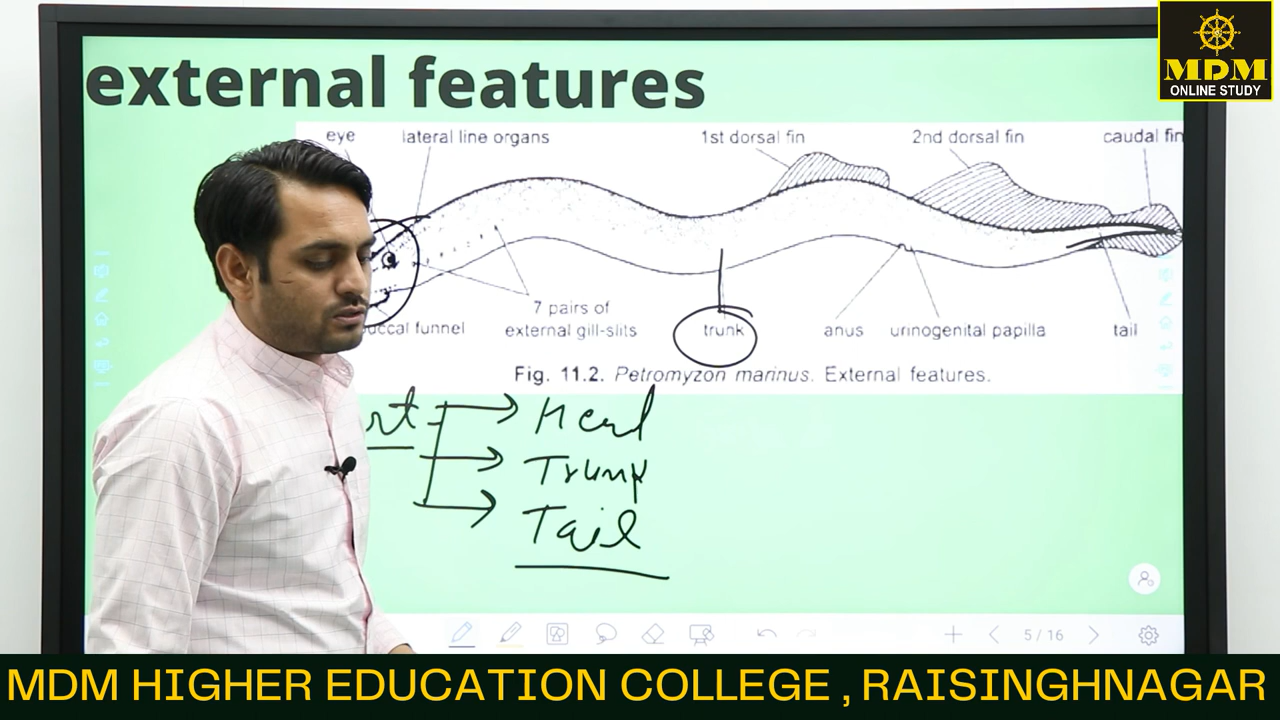 MDM
ONLINE STUDY
external features
eye lateral line organs 1st dorsal fin 2nd dorsal fin caudal fin
7 pairs of
external gill-slits
buccal funnel trunk anus urinogenital papilla tail
Fig. 11.2. Petromyzon marinus. External features.
Head
Trunk
Tail
5 / 16
MDM HIGHER EDUCATION COLLEGE , RAISINGHNAGAR